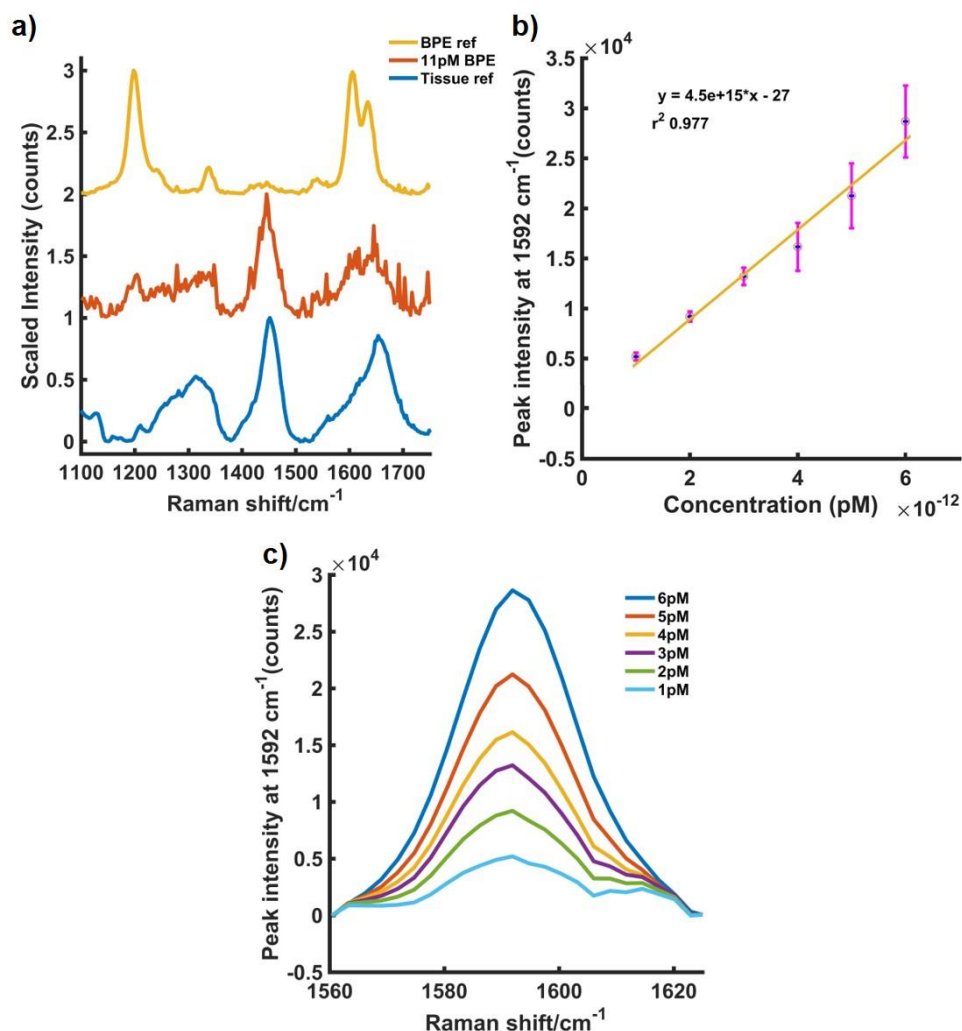 a)
BPE ref
11pM BPE
Tissue ref
3
2.5
2
1.5
1
0.5
0
Scaled Intensity (counts)
1100 1200 1300 1400 1500 1600 1700
Raman shift/cm⁻¹
b)
×10⁴
3.5
3
2.5
2
1.5
1
0.5
0
-0.5
Peak intensity at 1592 cm⁻¹(counts)
y = 4.5e+15*x - 27
r² 0.977
0 2 4 6
Concentration (pM) ×10⁻¹²
c)
×10⁴
3
2.5
2
1.5
1
0.5
0
-0.5
Peak intensity at 1592 cm⁻¹(counts)
6pM
5pM
4pM
3pM
2pM
1pM
1560 1580 1600 1620
Raman shift/cm⁻¹